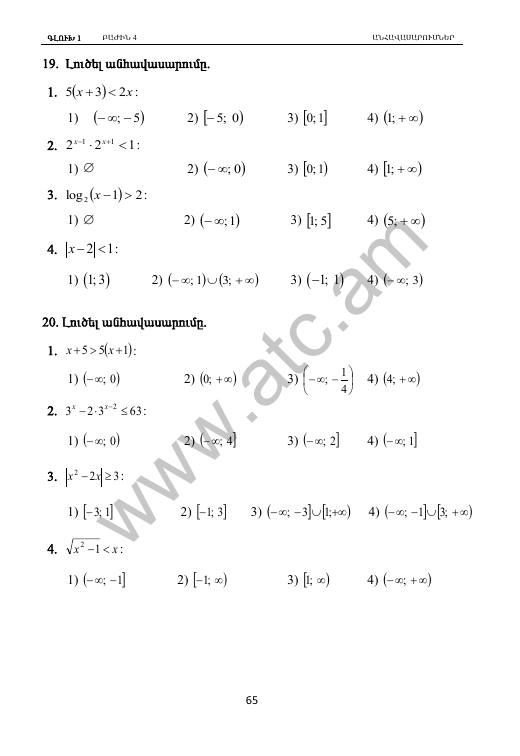 ԳԼՈՒԽ 1 ԲԱԺԻՆ 4 ԱՆՀԱՎԱՍԱՐՈՒՄՆԵՐ
19. Լուծել անհավասարումը.
1. 5(x+3)<2x:
1) (−∞; −5) 2) [−5; 0) 3) [0;1] 4) (1; +∞)
2. 2^{x−1}·2^{x+1}<1:
1) ∅ 2) (−∞; 0) 3) [0; 1) 4) [1; +∞)
3. log₂(x−1)>2:
1) ∅ 2) (−∞; 1) 3) [1; 5] 4) (5; +∞)
4. |x−2|<1:
1) (1; 3) 2) (−∞; 1)∪(3; +∞) 3) (−1; 1) 4) (−∞; 3)
20. Լուծել անհավասարումը.
1. x+5>5(x+1):
1) (−∞; 0) 2) (0; +∞) 3) (−∞; −1/4) 4) (4; +∞)
2. 3^x−2·3^{x−2}≤63:
1) (−∞; 0) 2) (−∞; 4] 3) (−∞; 2] 4) (−∞; 1]
3. |x²−2x|≥3:
1) [−3; 1] 2) [−1; 3] 3) (−∞; −3]∪[1;+∞) 4) (−∞; −1]∪[3; +∞)
4. √(x²−1)<x:
1) (−∞; −1] 2) [−1; ∞) 3) [1; ∞) 4) (−∞; +∞)
www.atc.am
65